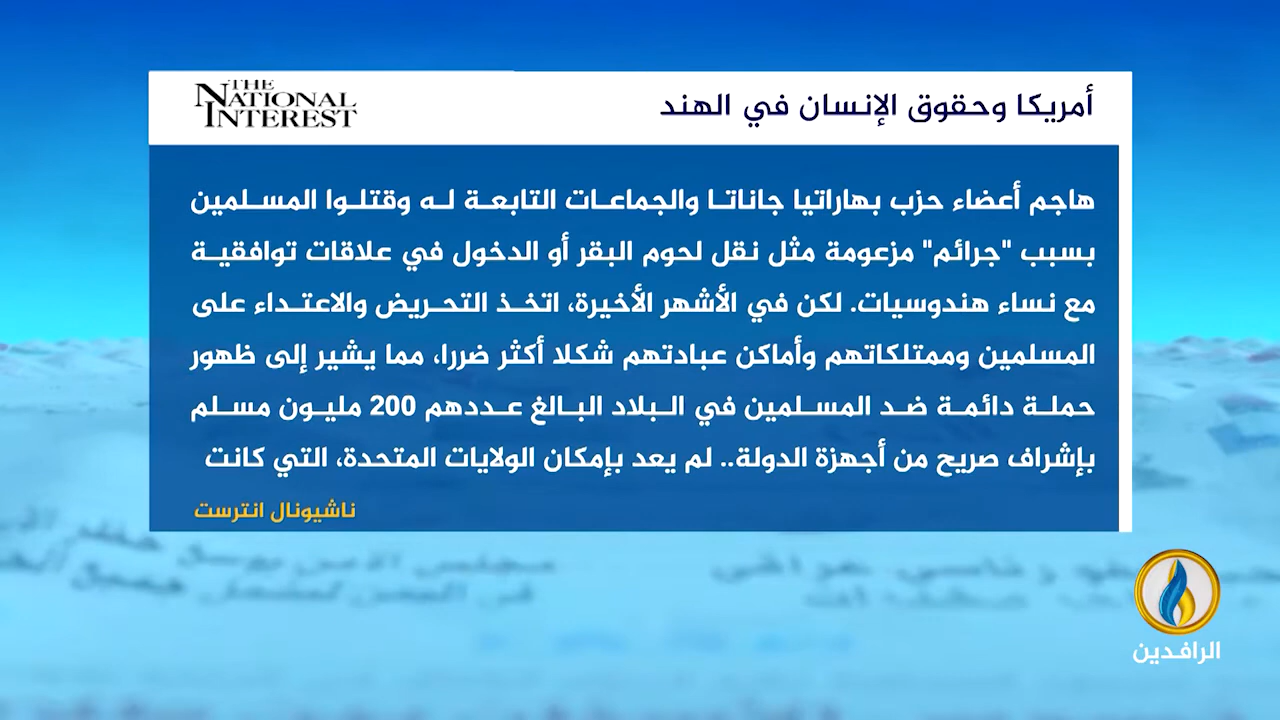 THE
NATIONAL
INTEREST
أمريكا وحقوق الإنسان في الهند
هاجم أعضاء حزب بهاراتيا جاناتا والجماعات التابعة له وقتلوا المسلمين
بسبب "جرائم" مزعومة مثل نقل لحوم البقر أو الدخول في علاقات توافقية
مع نساء هندوسيات. لكن في الأشهر الأخيرة، اتخذ التحريض والاعتداء على
المسلمين وممتلكاتهم وأماكن عبادتهم شكلا أكثر ضررا، مما يشير إلى ظهور
حملة دائمة ضد المسلمين في البلاد البالغ عددهم 200 مليون مسلم
بإشراف صريح من أجهزة الدولة.. لم يعد بإمكان الولايات المتحدة، التي كانت
ناشيونال انترست
مجلس الأمن يوسع
الرافدين